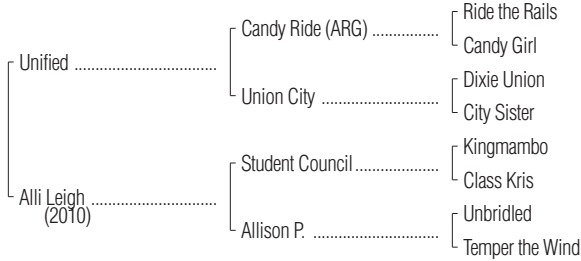 Ride the Rails
Candy Ride (ARG) ................
Candy Girl
Unified ..................................
Dixie Union
Union City ............................
City Sister
Kingmambo
Student Council....................
Class Kris
Alli Leigh ..............................
(2010)
Unbridled
Allison P. ..............................
Temper the Wind